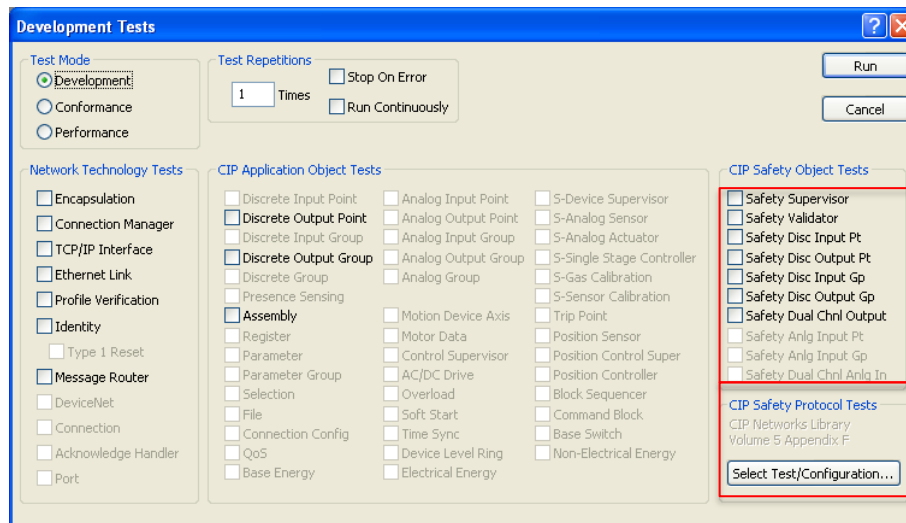 Development Tests
Test Mode
Development
Conformance
Performance
Test Repetitions
1 Times
Stop On Error
Run Continuously
Run
Cancel
Network Technology Tests
Encapsulation
Connection Manager
TCP/IP Interface
Ethernet Link
Profile Verification
Identity
Type 1 Reset
Message Router
DeviceNet
Connection
Acknowledge Handler
Port
CIP Application Object Tests
Discrete Input Point
Discrete Output Point
Discrete Input Group
Discrete Output Group
Discrete Group
Presence Sensing
Assembly
Register
Parameter
Parameter Group
Selection
File
Connection Config
QoS
Base Energy
Analog Input Point
Analog Output Point
Analog Input Group
Analog Output Group
Analog Group
Motion Device Axis
Motor Data
Control Supervisor
AC/DC Drive
Overload
Soft Start
Time Sync
Device Level Ring
Electrical Energy
S-Device Supervisor
S-Analog Sensor
S-Analog Actuator
S-Single Stage Controller
S-Gas Calibration
S-Sensor Calibration
Trip Point
Position Sensor
Position Control Super
Position Controller
Block Sequencer
Command Block
Base Switch
Non-Electrical Energy
CIP Safety Object Tests
Safety Supervisor
Safety Validator
Safety Disc Input Pt
Safety Disc Output Pt
Safety Disc Input Gp
Safety Disc Output Gp
Safety Dual Chnl Output
Safety Anlg Input Pt
Safety Anlg Input Gp
Safety Dual Chnl Anlg In
CIP Safety Protocol Tests
CIP Networks Library
Volume 5 Appendix F
Select Test/Configuration...